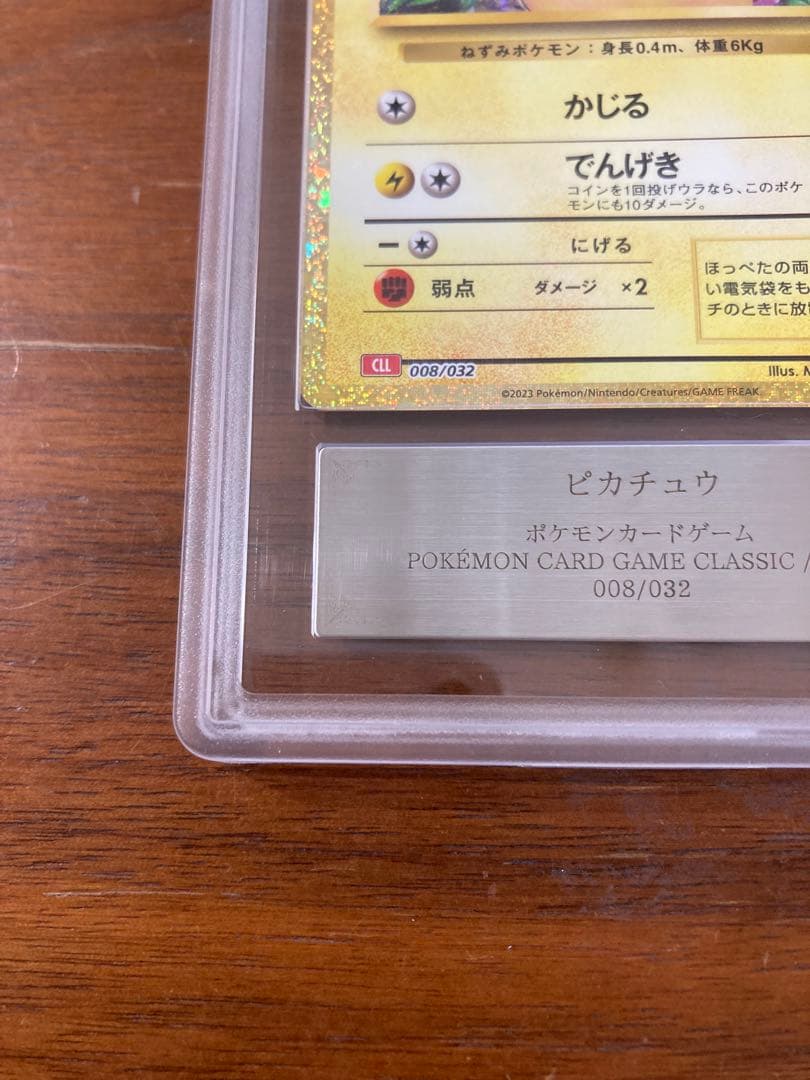 ねずみポケモン：身長0.4m、体重6Kg
かじる
でんげき
コインを1回投げウラなら、このポケ
モンにも10ダメージ。
にげる
弱点 ダメージ ×2
ほっぺたの両
い電気袋をも
チのときに放
CLL 008/032
Illus. M
©2023 Pokémon/Nintendo/Creatures/GAME FREAK
ピカチュウ
ポケモンカードゲーム
POKÉMON CARD GAME CLASSIC /
008/032